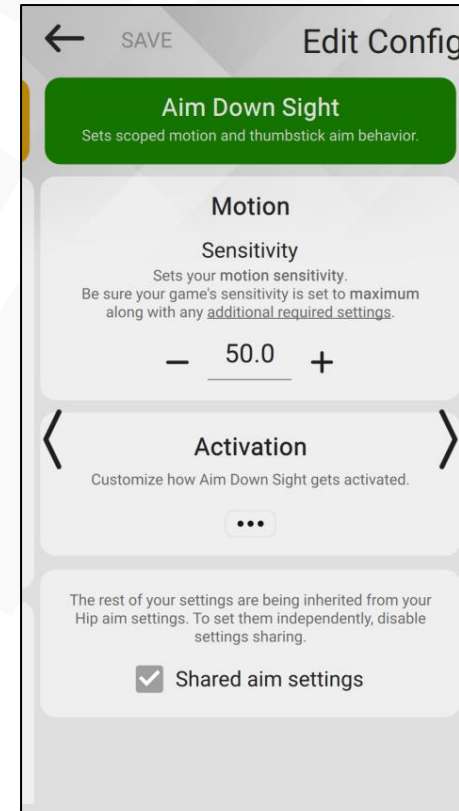 SAVE
Edit Config
Aim Down Sight
Sets scoped motion and thumbstick aim behavior.
Motion
Sensitivity
Sets your motion sensitivity.
Be sure your game's sensitivity is set to maximum
along with any additional required settings.
50.0
Activation
Customize how Aim Down Sight gets activated.
The rest of your settings are being inherited from your
Hip aim settings. To set them independently, disable
settings sharing.
Shared aim settings